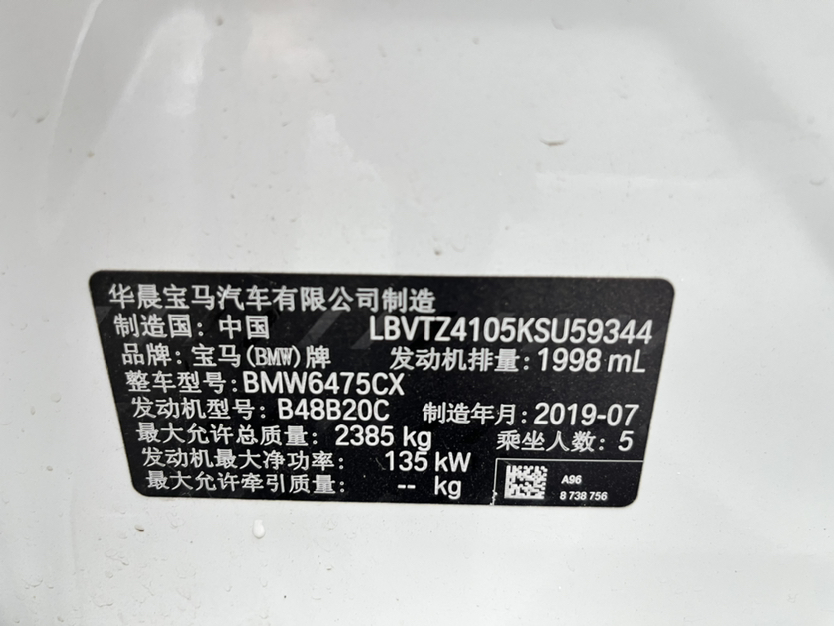 华晨宝马汽车有限公司制造
制造国: 中国 LBVTZ4105KSU59344
品牌: 宝马(BMW)牌 发动机排量: 1998 mL
整车型号: BMW6475CX
发动机型号: B48B20C 制造年月: 2019-07
最大允许总质量: 2385 kg 乘坐人数: 5
发动机最大净功率: 135 kW
最大允许牵引质量: -- kg
A96
8 738 756